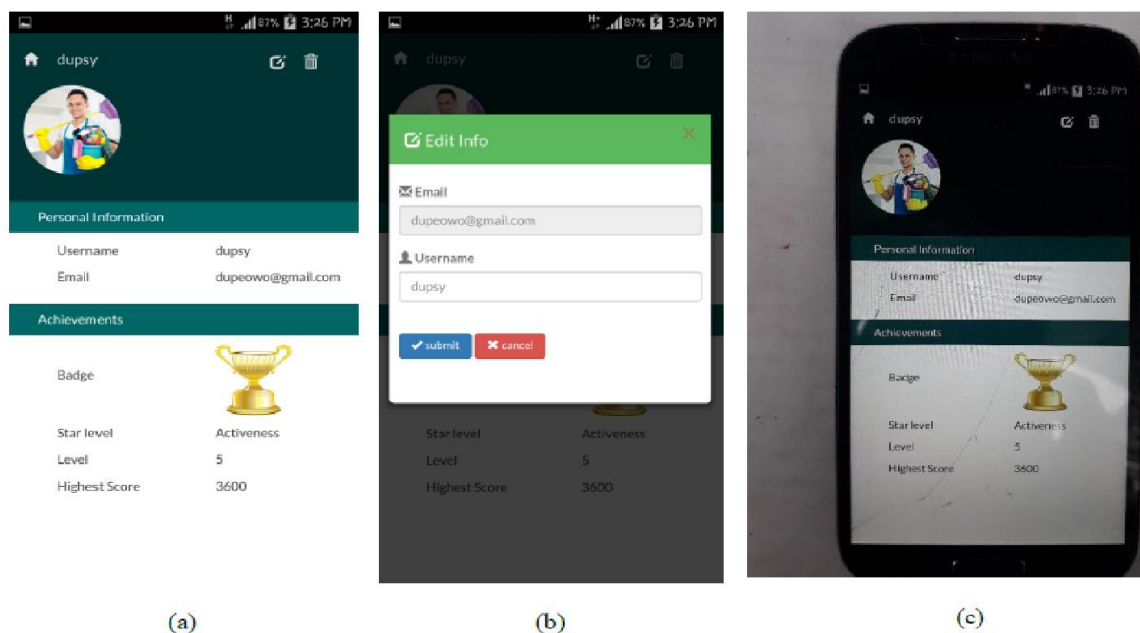 H 87% 3:26 PM
dupsy
Personal Information
Username dupsy
Email dupeowo@gmail.com
Achievements
Badge
Star level Activeness
Level 5
Highest Score 3600
(a)
H+ 87% 3:26 PM
dupsy
Edit Info ×
Email
dupeowo@gmail.com
Username
dupsy
submit cancel
Star level Activeness
Level 5
Highest Score 3600
(b)
SAMSUNG
H 87% 3:26 PM
dupsy
Personal Information
Username dupsy
Email dupeowo@gmail.com
Achievements
Badge
Star level Activeness
Level 5
Highest Score 3600
(c)